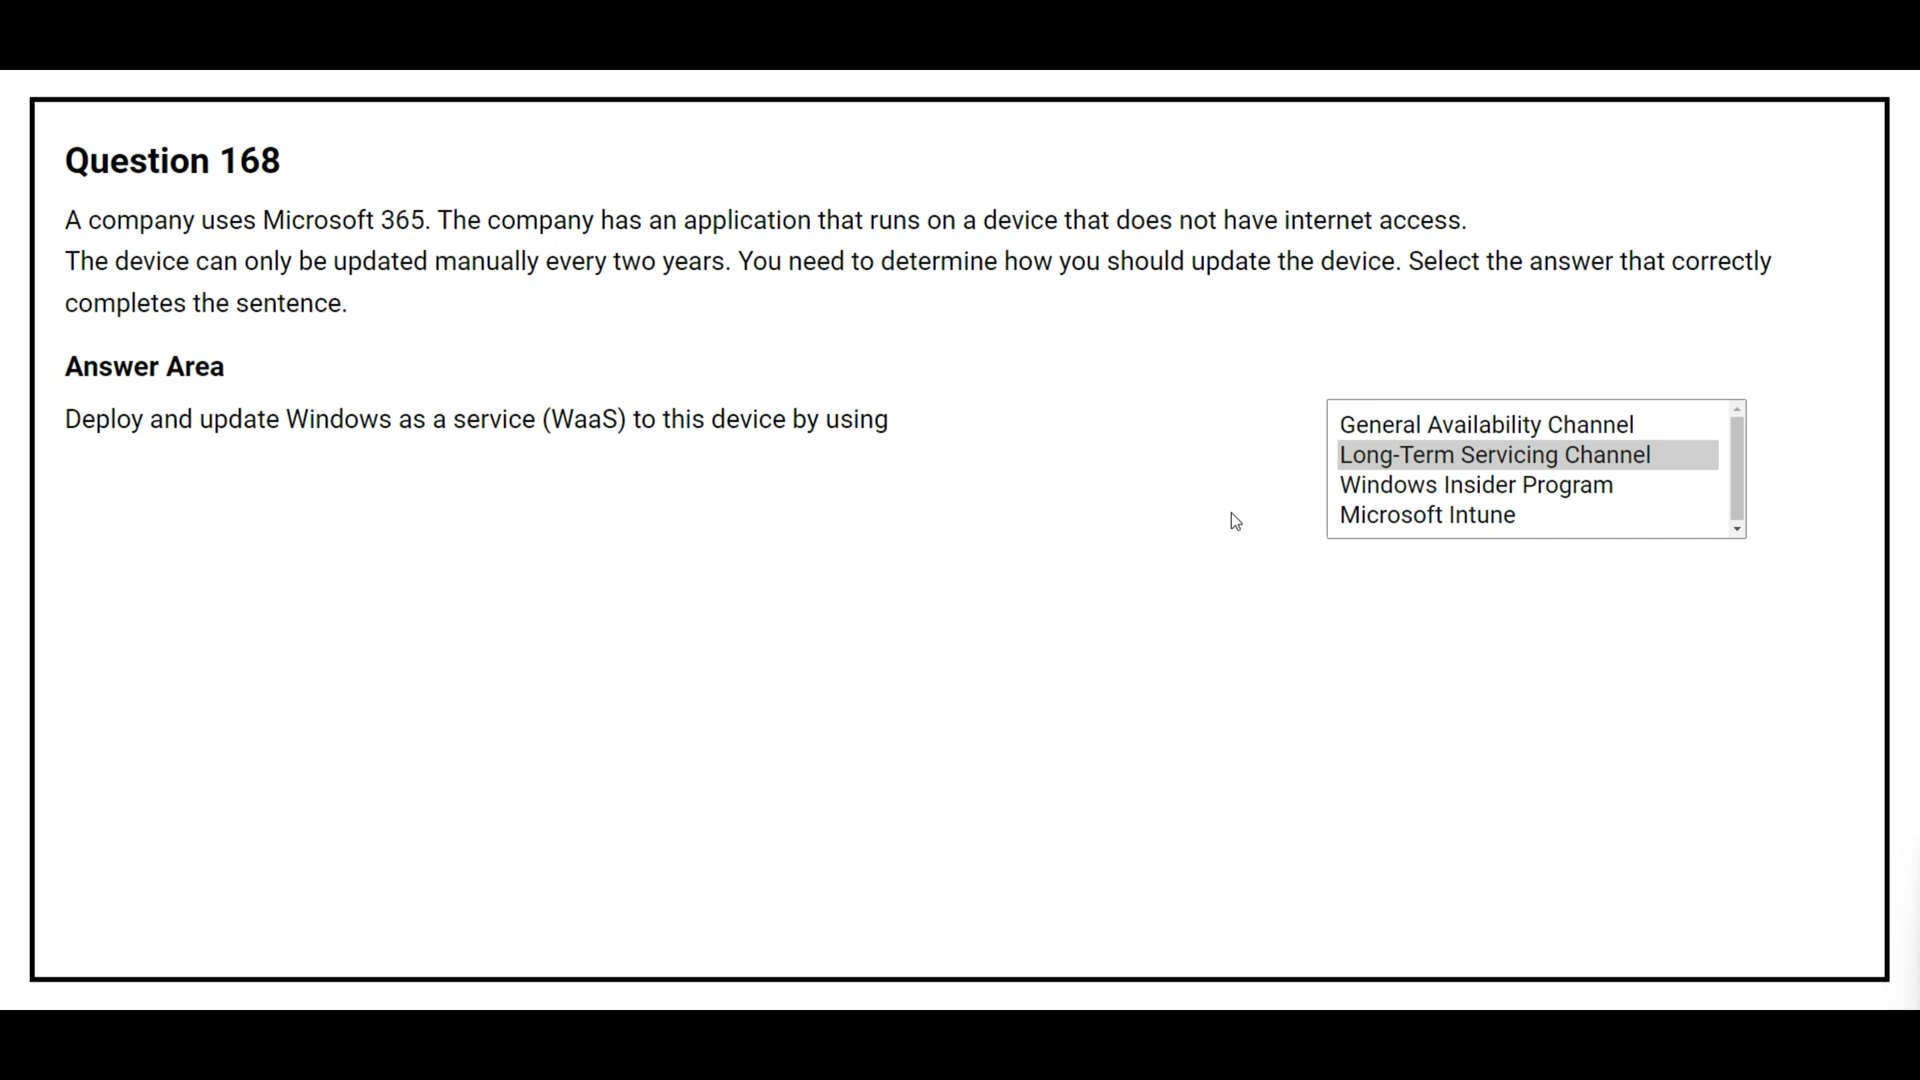 Question 168
A company uses Microsoft 365. The company has an application that runs on a device that does not have internet access.
The device can only be updated manually every two years. You need to determine how you should update the device. Select the answer that correctly
completes the sentence.
Answer Area
Deploy and update Windows as a service (WaaS) to this device by using
General Availability Channel
Long-Term Servicing Channel
Windows Insider Program
Microsoft Intune